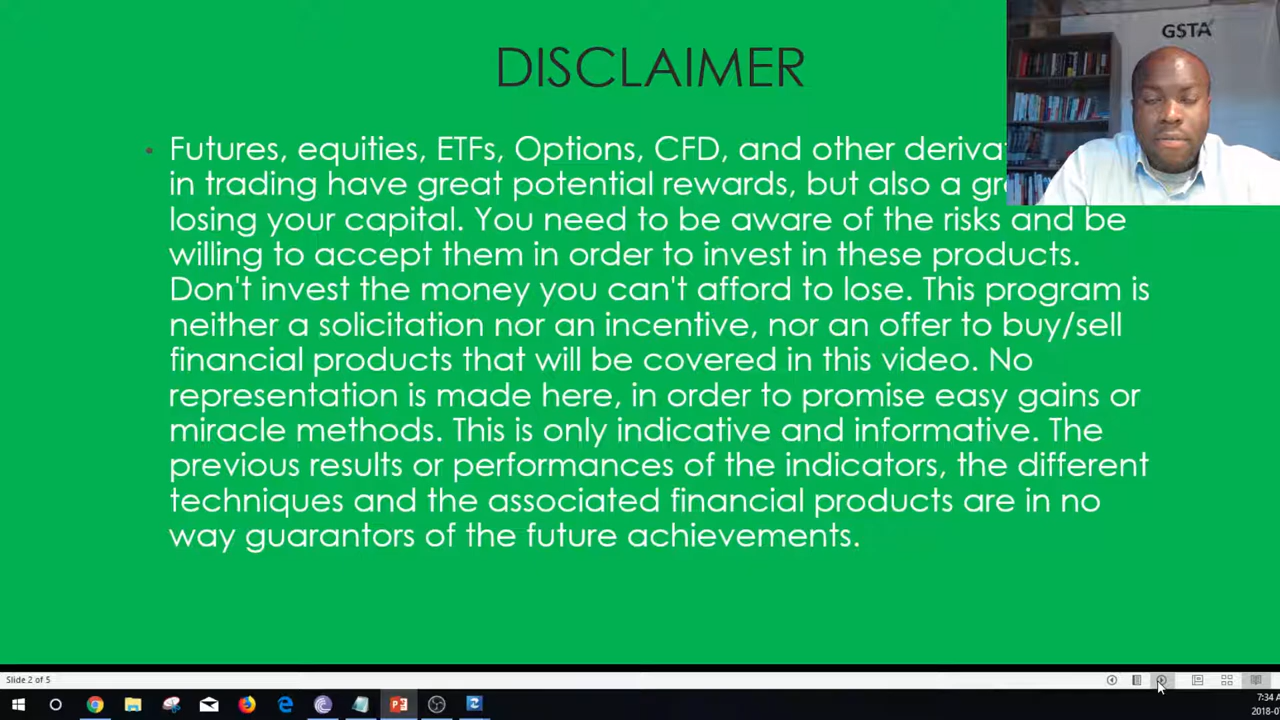 DISCLAIMER
GSTA
• Futures, equities, ETFs, Options, CFD, and other
in trading have great potential rewards, but also a
losing your capital. You need to be aware of the risks and be
willing to accept them in order to invest in these products.
Don't invest the money you can't afford to lose. This program is
neither a solicitation nor an incentive, nor an offer to buy/sell
financial products that will be covered in this video. No
representation is made here, in order to promise easy gains or
miracle methods. This is only indicative and informative. The
previous results or performances of the indicators, the different
techniques and the associated financial products are in no
way guarantors of the future achievements.
Slide 2 of 5
7:34